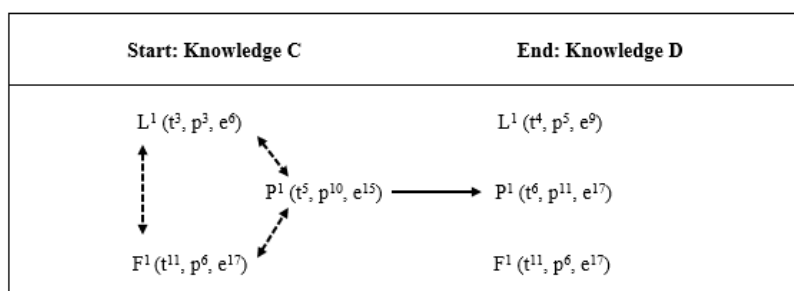 Start: Knowledge C End: Knowledge D
L¹ (t³, p³, e⁶) L¹ (t⁴, p⁵, e⁹)
P¹ (t⁵, p¹⁰, e¹⁵) P¹ (t⁶, p¹¹, e¹⁷)
F¹ (t¹¹, p⁶, e¹⁷) F¹ (t¹¹, p⁶, e¹⁷)